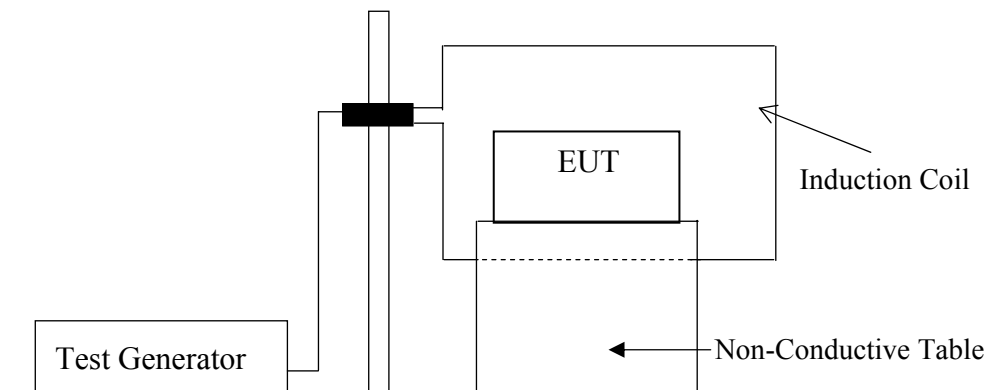 EUT
Induction Coil
Non-Conductive Table
Test Generator